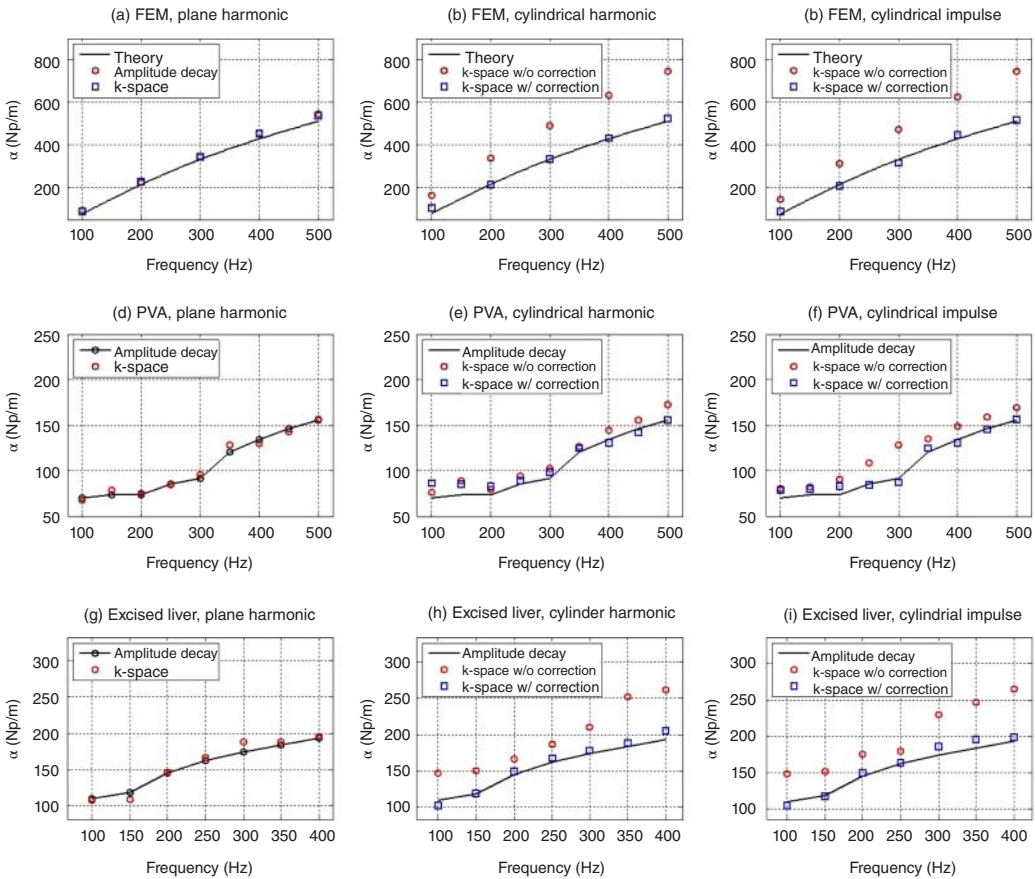 (a) FEM, plane harmonic
800
600
400
200
α (Np/m)
Theory
Amplitude decay
k-space
100 200 300 400 500
Frequency (Hz)
(b) FEM, cylindrical harmonic
800
600
400
200
α (Np/m)
Theory
k-space w/o correction
k-space w/ correction
100 200 300 400 500
Frequency (Hz)
(b) FEM, cylindrical impulse
800
600
400
200
α (Np/m)
Theory
k-space w/o correction
k-space w/ correction
100 200 300 400 500
Frequency (Hz)
(d) PVA, plane harmonic
250
200
150
100
50
α (Np/m)
Amplitude decay
k-space
100 200 300 400 500
Frequency (Hz)
(e) PVA, cylindrical harmonic
250
200
150
100
50
α (Np/m)
Amplitude decay
k-space w/o correction
k-space w/ correction
100 200 300 400 500
Frequency (Hz)
(f) PVA, cylindrical impulse
250
200
150
100
50
α (Np/m)
Amplitude decay
k-space w/o correction
k-space w/ correction
100 200 300 400 500
Frequency (Hz)
(g) Excised liver, plane harmonic
300
250
200
150
100
α (Np/m)
Amplitude decay
k-space
100 150 200 250 300 350 400
Frequency (Hz)
(h) Excised liver, cylinder harmonic
300
250
200
150
100
α (Np/m)
Amplitude decay
k-space w/o correction
k-space w/ correction
100 150 200 250 300 350 400
Frequency (Hz)
(i) Excised liver, cylindrial impulse
300
250
200
150
100
α (Np/m)
Amplitude decay
k-space w/o correction
k-space w/ correction
100 150 200 250 300 350 400
Frequency (Hz)